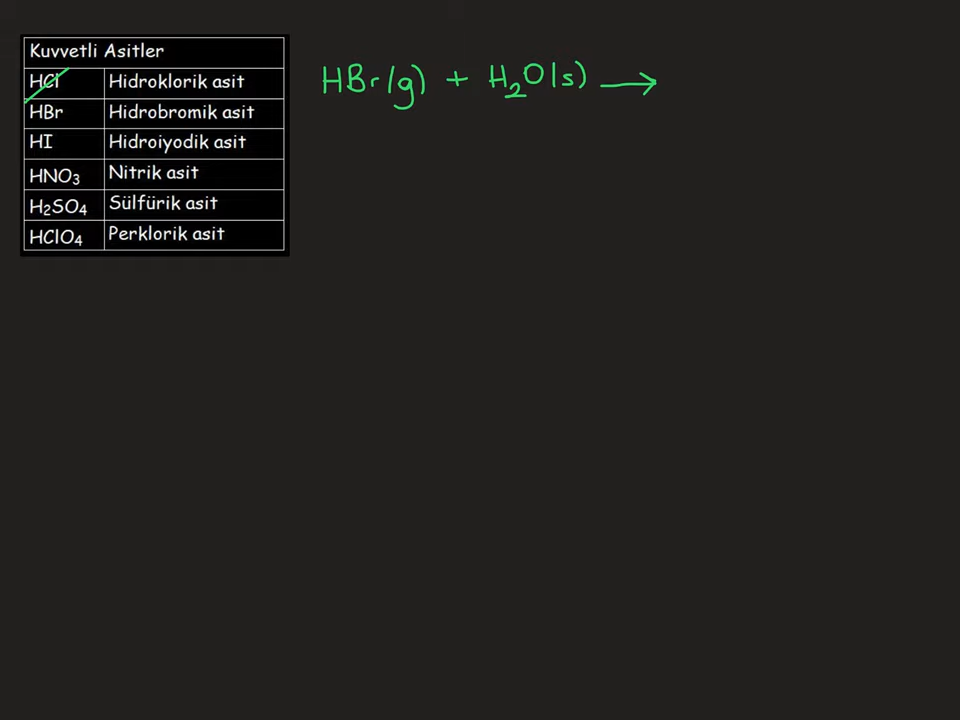 Kuvvetli Asitler
HCl Hidroklorik asit
HBr Hidrobromik asit
HI Hidroiyodik asit
HNO₃ Nitrik asit
H₂SO₄ Sülfürik asit
HClO₄ Perklorik asit
HBr(g) + H₂O(s) ⟶